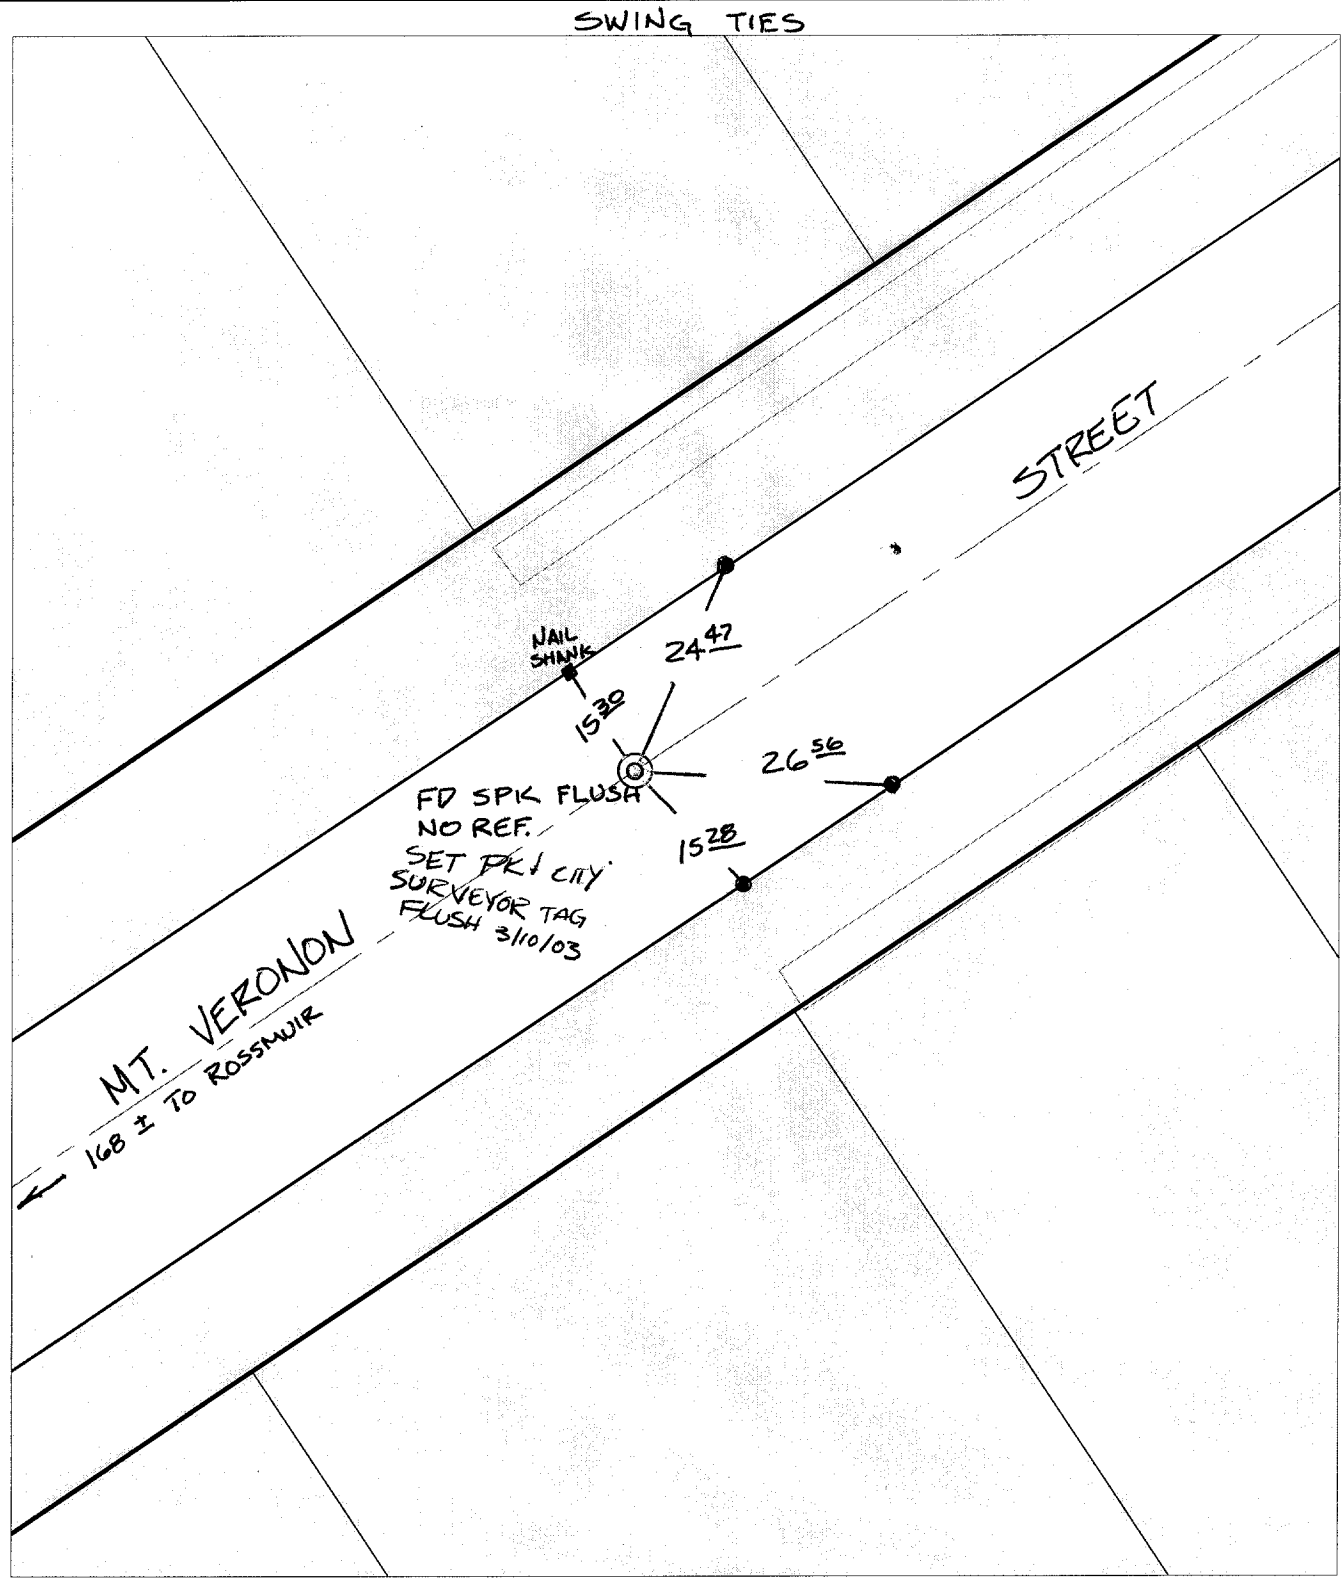 SWING TIES
STREET
NAIL
SHANK
24 47
15 30
26 56
15 28
FD SPK FLUSH
NO REF.
SET PK & CITY
SURVEYOR TAG
FLUSH 3/10/03
MT. VERONON
168 ± TO ROSSMUIR